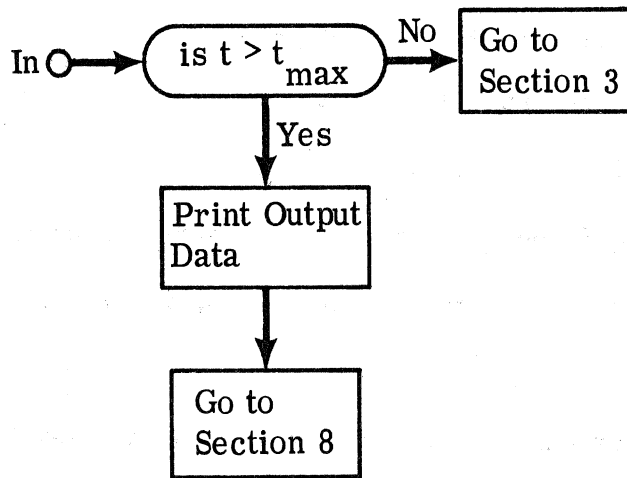 In
is t > t
max
No
Go to
Section 3
Yes
Print Output
Data
Go to
Section 8